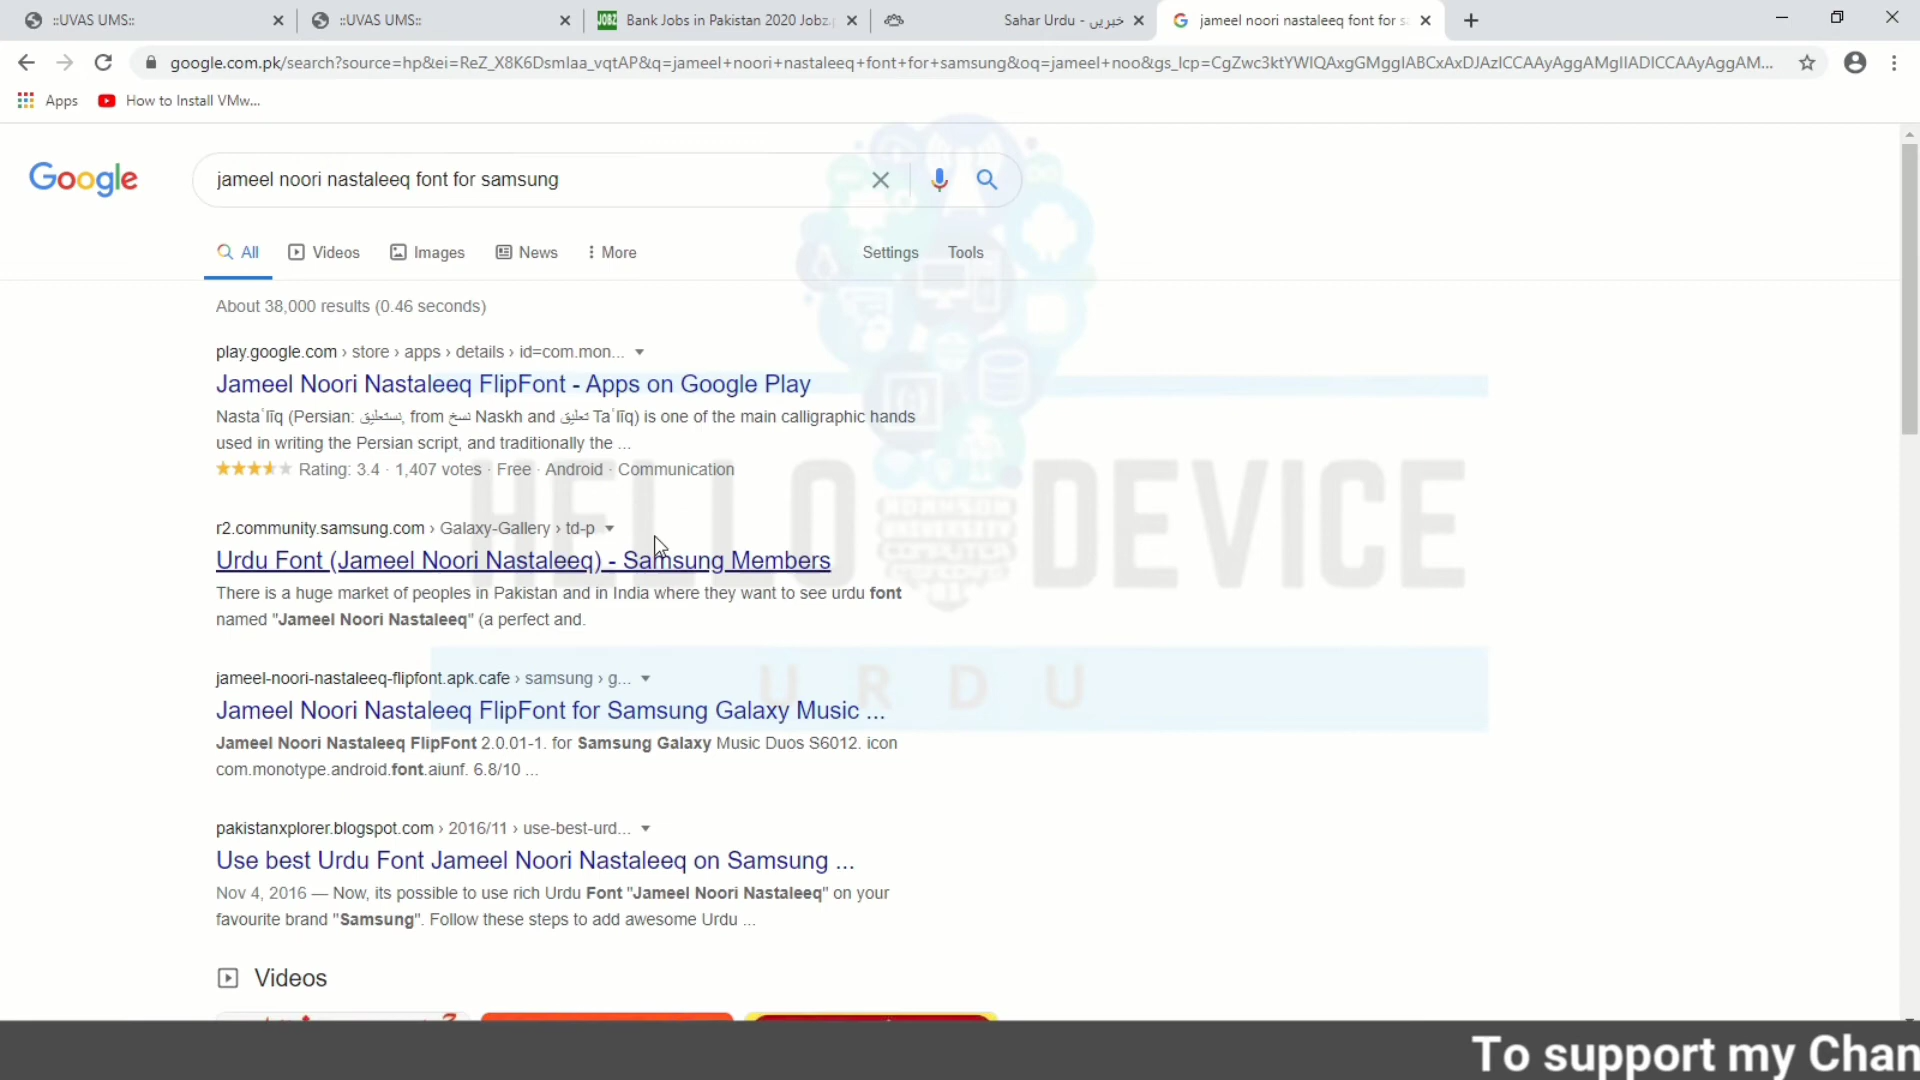 ::UVAS UMS::
::UVAS UMS::
JOBZ Bank Jobs in Pakistan 2020 Jobz.
Sahar Urdu - خبریں
jameel noori nastaleeq font for s
google.com.pk/search?source=hp&ei=ReZ_X8K6DsmIaa_vqtAP&q=jameel+noori+nastaleeq+font+for+samsung&oq=jameel+noo&gs_lcp=CgZwc3ktYWIQAxgGMggIABCxAxDJAzICCAAyAggAMgIIADICCAAyAggAM...
Apps
How to Install VMw...
Google
jameel noori nastaleeq font for samsung
All
Videos
Images
News
More
Settings
Tools
About 38,000 results (0.46 seconds)
play.google.com › store › apps › details › id=com.mon...
Jameel Noori Nastaleeq FlipFont - Apps on Google Play
Nastaʿlīq (Persian: نستعلیق, from نسخ Naskh and تعلیق Taʿlīq) is one of the main calligraphic hands
used in writing the Persian script, and traditionally the ...
Rating: 3.4 · 1,407 votes · Free · Android · Communication
r2.community.samsung.com › Galaxy-Gallery › td-p
Urdu Font (Jameel Noori Nastaleeq) - Samsung Members
There is a huge market of peoples in Pakistan and in India where they want to see urdu font
named "Jameel Noori Nastaleeq" (a perfect and.
jameel-noori-nastaleeq-flipfont.apk.cafe › samsung › g...
Jameel Noori Nastaleeq FlipFont for Samsung Galaxy Music ...
Jameel Noori Nastaleeq FlipFont 2.0.01-1. for Samsung Galaxy Music Duos S6012. icon
com.monotype.android.font.aiunf. 6.8/10 ...
pakistanxplorer.blogspot.com › 2016/11 › use-best-urd...
Use best Urdu Font Jameel Noori Nastaleeq on Samsung ...
Nov 4, 2016 — Now, its possible to use rich Urdu Font "Jameel Noori Nastaleeq" on your
favourite brand "Samsung". Follow these steps to add awesome Urdu ...
Videos
HELLO DEVICE
URDU
To support my Chan